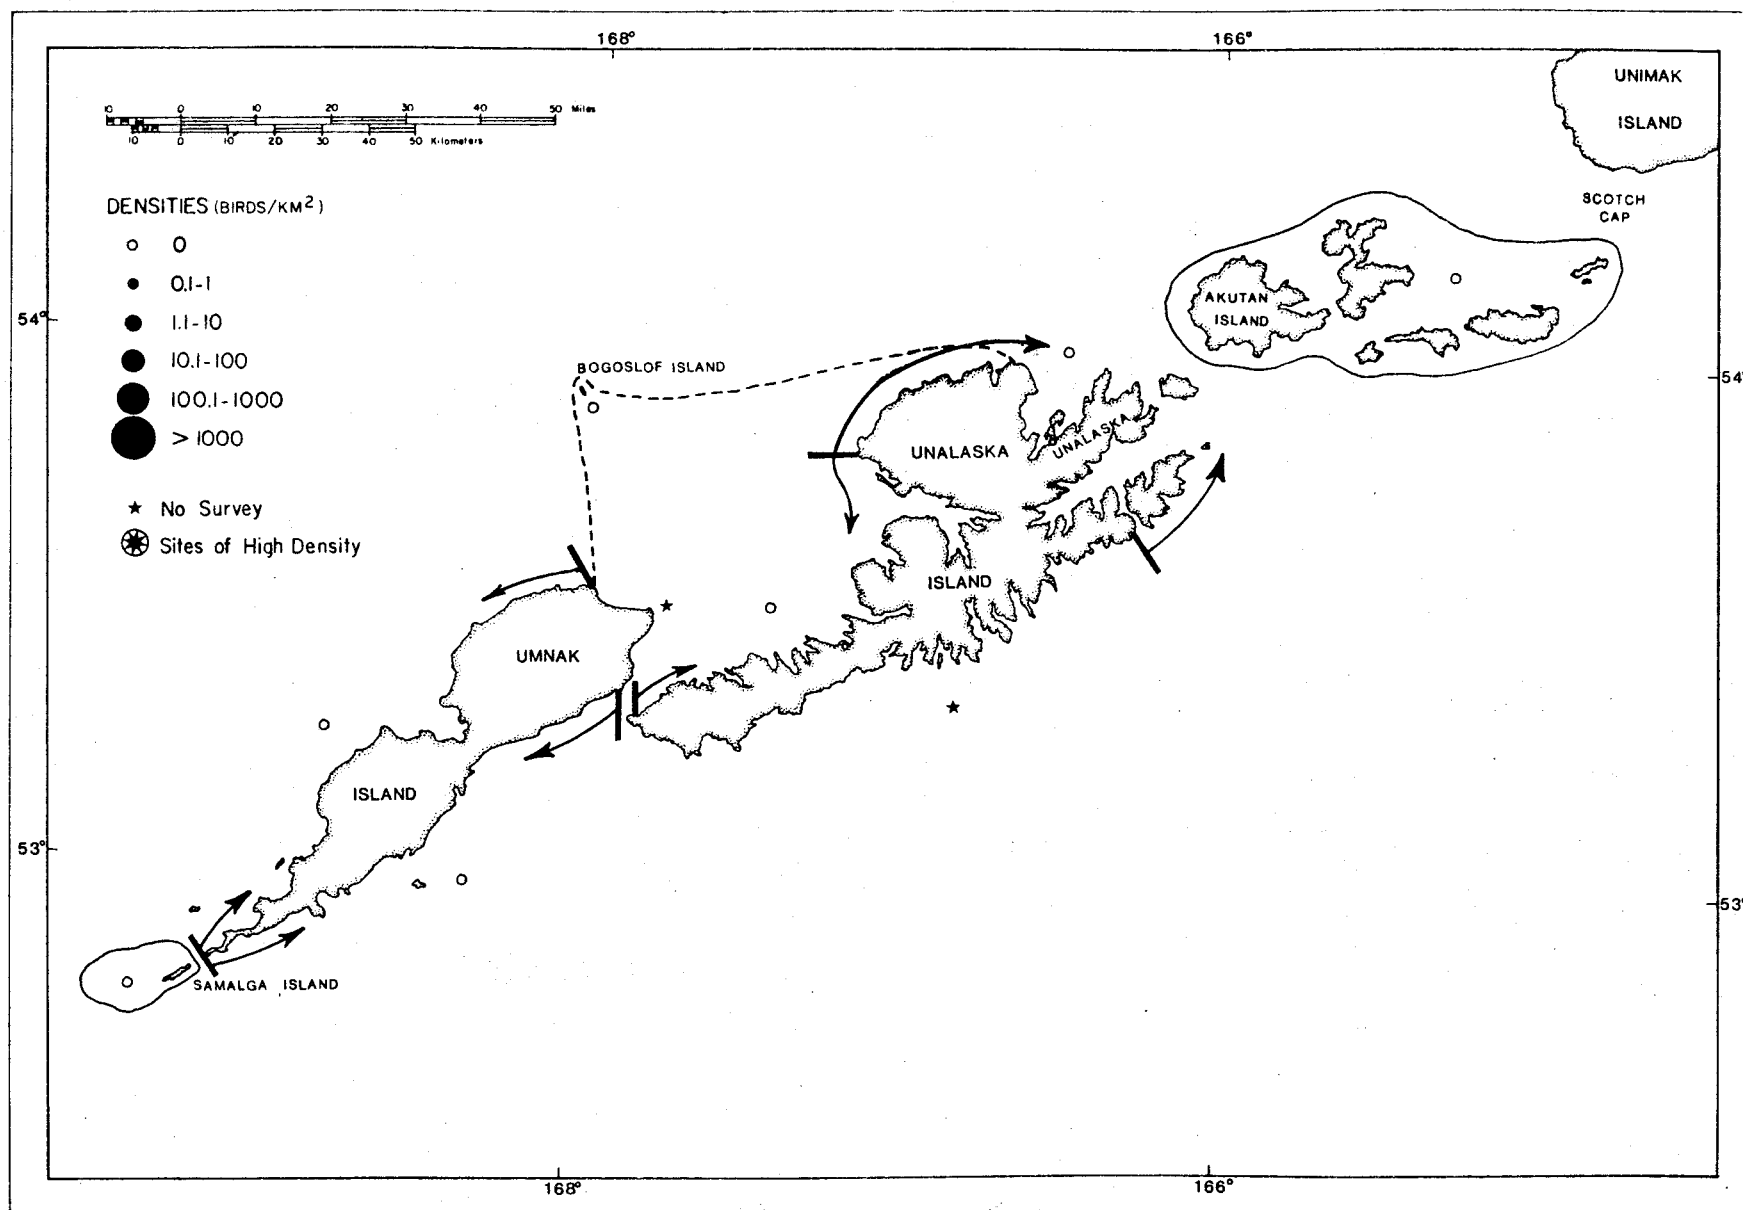 168°
166°
UNIMAK
ISLAND
10 0 10 20 30 40 50 Miles
10 0 10 20 30 40 50 Kilometers
SCOTCH
CAP
DENSITIES (BIRDS/KM²)
0
0.1-1
1.1-10
10.1-100
100.1-1000
> 1000
No Survey
Sites of High Density
54°
AKUTAN
ISLAND
BOGOSLOF ISLAND
54°
UNALASKA
UNALASKA
ISLAND
UMNAK
ISLAND
53°
53°
SAMALGA ISLAND
168°
166°